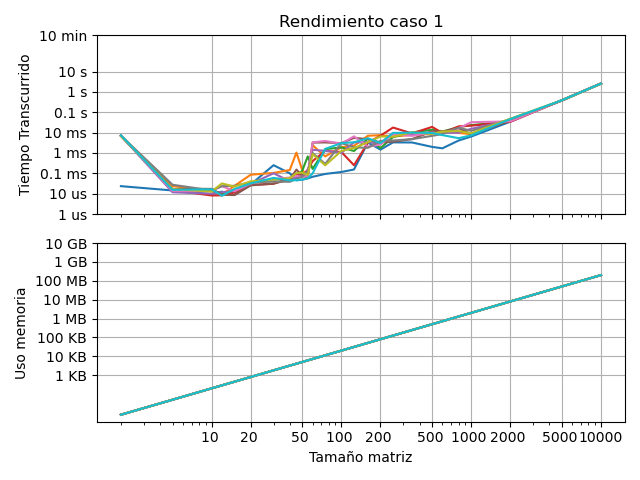 Rendimiento caso 1
Tiempo Transcurrido
10 min
10 s
1 s
0.1 s
10 ms
1 ms
0.1 ms
10 us
1 us
Uso memoria
10 GB
1 GB
100 MB
10 MB
1 MB
100 KB
10 KB
1 KB
10 20 50 100 200 500 1000 2000 5000 10000
Tamaño matriz